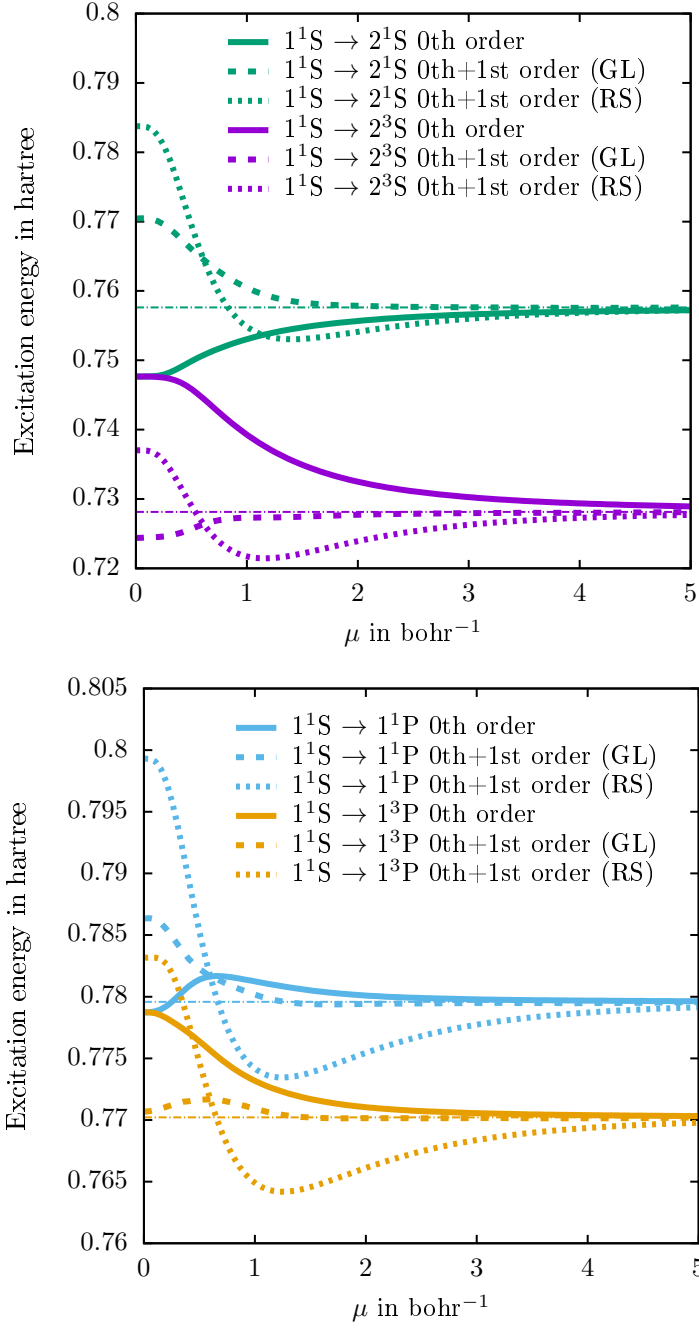 0.8
0.79
0.78
0.77
0.76
0.75
0.74
0.73
0.72
Excitation energy in hartree
1¹S → 2¹S 0th order
1¹S → 2¹S 0th+1st order (GL)
1¹S → 2¹S 0th+1st order (RS)
1¹S → 2³S 0th order
1¹S → 2³S 0th+1st order (GL)
1¹S → 2³S 0th+1st order (RS)
0 1 2 3 4 5
μ in bohr⁻¹
0.805
0.8
0.795
0.79
0.785
0.78
0.775
0.77
0.765
0.76
Excitation energy in hartree
1¹S → 1¹P 0th order
1¹S → 1¹P 0th+1st order (GL)
1¹S → 1¹P 0th+1st order (RS)
1¹S → 1³P 0th order
1¹S → 1³P 0th+1st order (GL)
1¹S → 1³P 0th+1st order (RS)
0 1 2 3 4 5
μ in bohr⁻¹